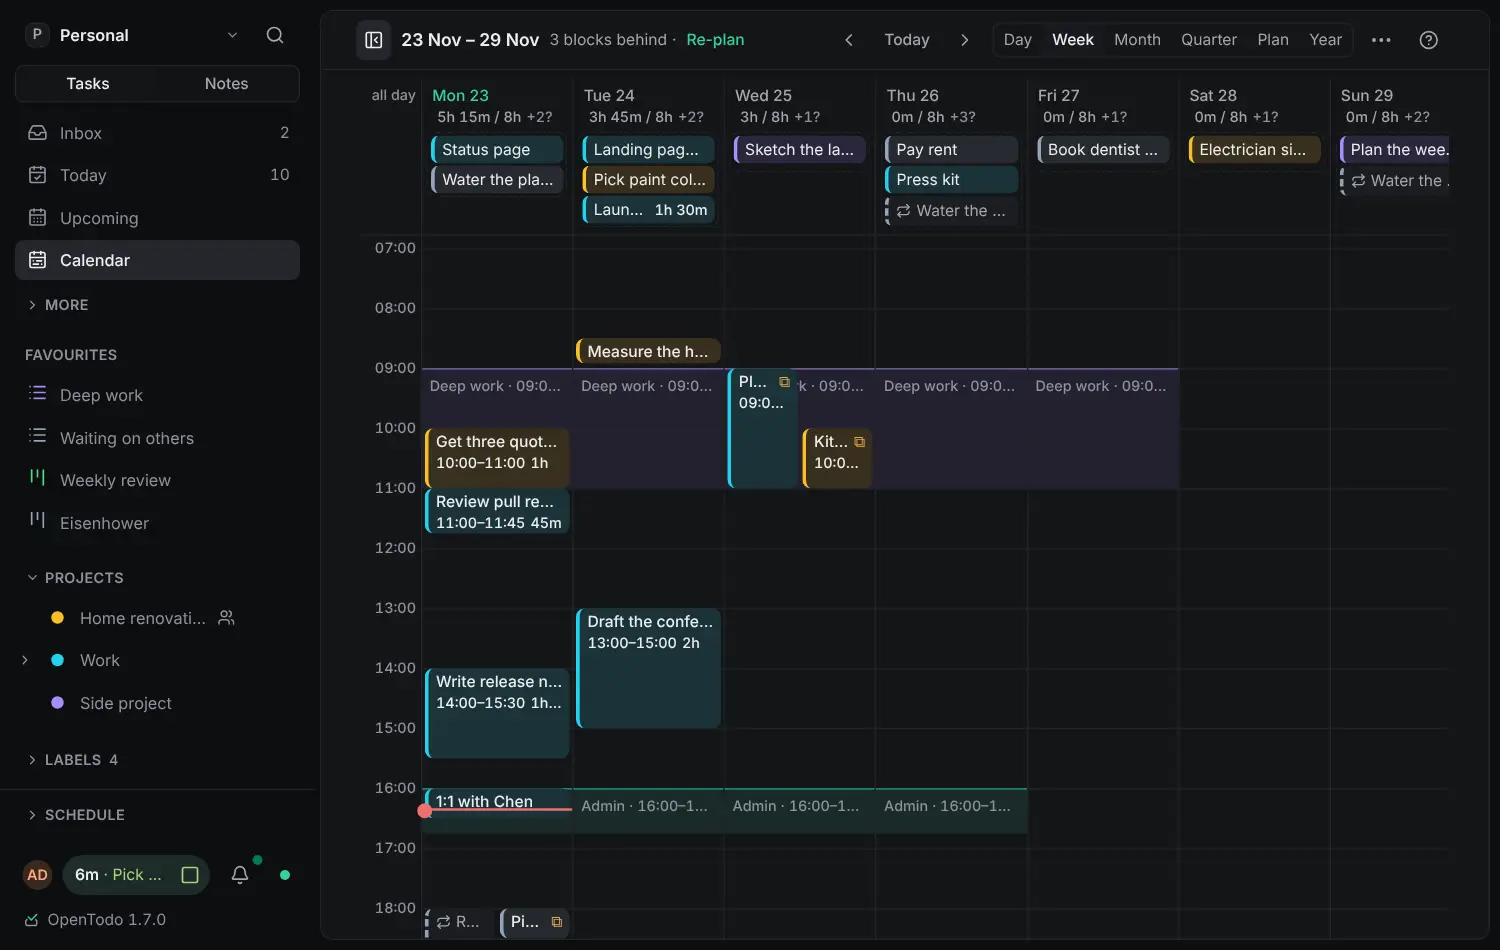 P Personal
Tasks Notes
Inbox 2
Today 10
Upcoming
Calendar
MORE
FAVOURITES
Deep work
Waiting on others
Weekly review
Eisenhower
PROJECTS
Home renovati...
Work
Side project
LABELS 4
SCHEDULE
AD 6m · Pick ...
OpenTodo 1.7.0
23 Nov – 29 Nov 3 blocks behind · Re-plan
Today
Day Week Month Quarter Plan Year
all day
Mon 23
5h 15m / 8h +2?
Status page
Water the pla...
Tue 24
3h 45m / 8h +2?
Landing pag...
Pick paint col...
Laun... 1h 30m
Wed 25
3h / 8h +1?
Sketch the la...
Thu 26
0m / 8h +3?
Pay rent
Press kit
Water the ...
Fri 27
0m / 8h +1?
Book dentist ...
Sat 28
0m / 8h +1?
Electrician si...
Sun 29
0m / 8h +2?
Plan the wee.
Water the .
07:00
08:00
Measure the h...
09:00
Deep work · 09:0...
Deep work · 09:0...
Pl...
09:0...
k · 09:0...
Deep work · 09:0...
Deep work · 09:0...
10:00
Get three quot...
10:00–11:00 1h
Kit...
10:0...
11:00
Review pull re...
11:00–11:45 45m
12:00
13:00
Draft the confe...
13:00–15:00 2h
14:00
Write release n...
14:00–15:30 1h...
15:00
16:00
1:1 with Chen
Admin · 16:00–1...
Admin · 16:00–1...
Admin · 16:00–1...
17:00
18:00
R...
Pi...